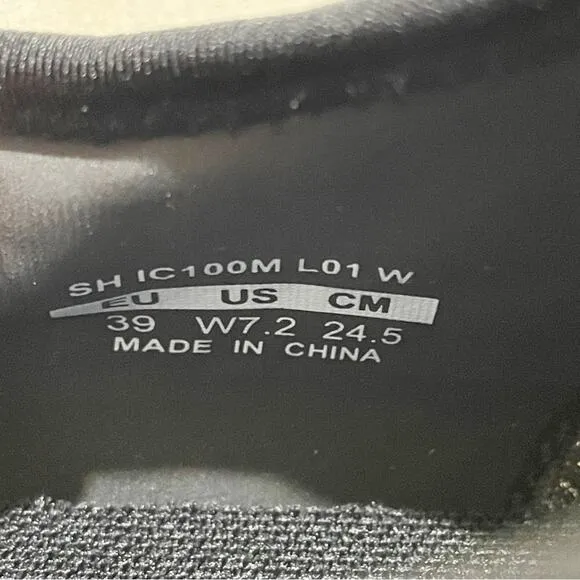 SH IC100M L01 W
EU US CM
39 W7.2 24.5
MADE IN CHINA